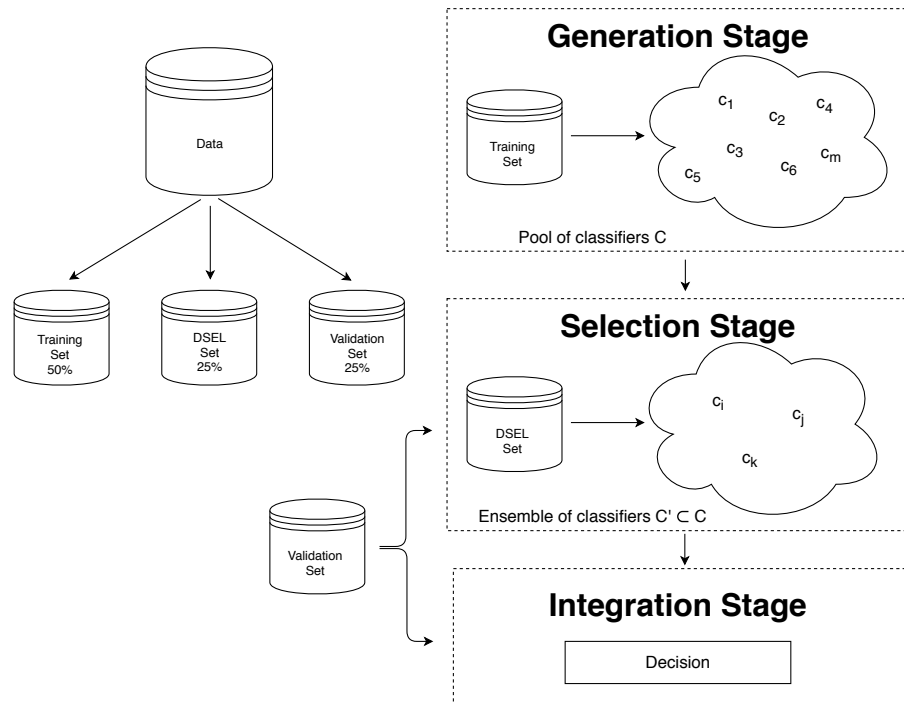 Data
Training
Set
50%
DSEL
Set
25%
Validation
Set
25%
Generation Stage
Training
Set
c1
c2
c4
c3
c5
c6
cm
Pool of classifiers C
Selection Stage
DSEL
Set
ci
cj
ck
Ensemble of classifiers C' ⊂ C
Validation
Set
Integration Stage
Decision